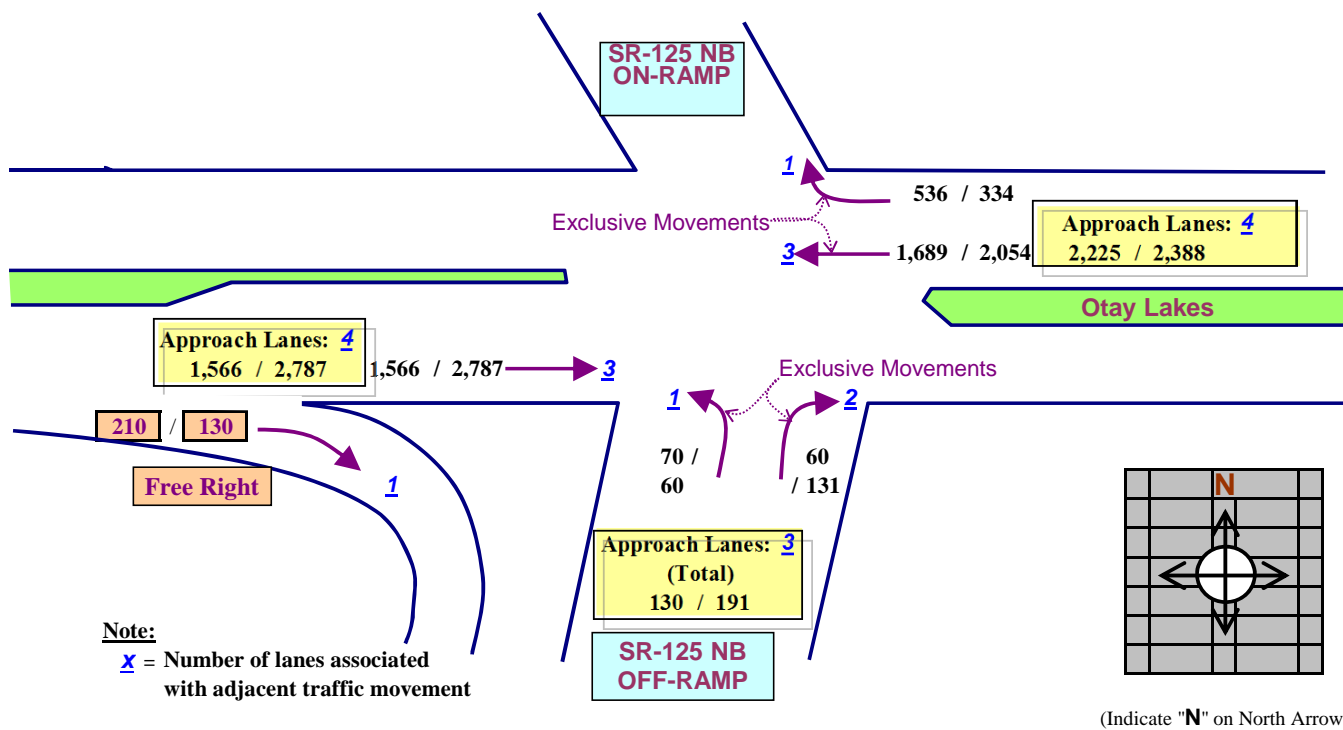 SR-125 NB
ON-RAMP
1
536 / 334
Exclusive Movements
Approach Lanes: 4
2,225 / 2,388
3
1,689 / 2,054
Otay Lakes
Approach Lanes: 4
1,566 / 2,787
1,566 / 2,787
3
Exclusive Movements
1
2
210 / 130
Free Right
1
70 /
60
60
/ 131
N
Approach Lanes: 3
(Total)
130 / 191
Note:
x = Number of lanes associated
with adjacent traffic movement
SR-125 NB
OFF-RAMP
(Indicate "N" on North Arrow